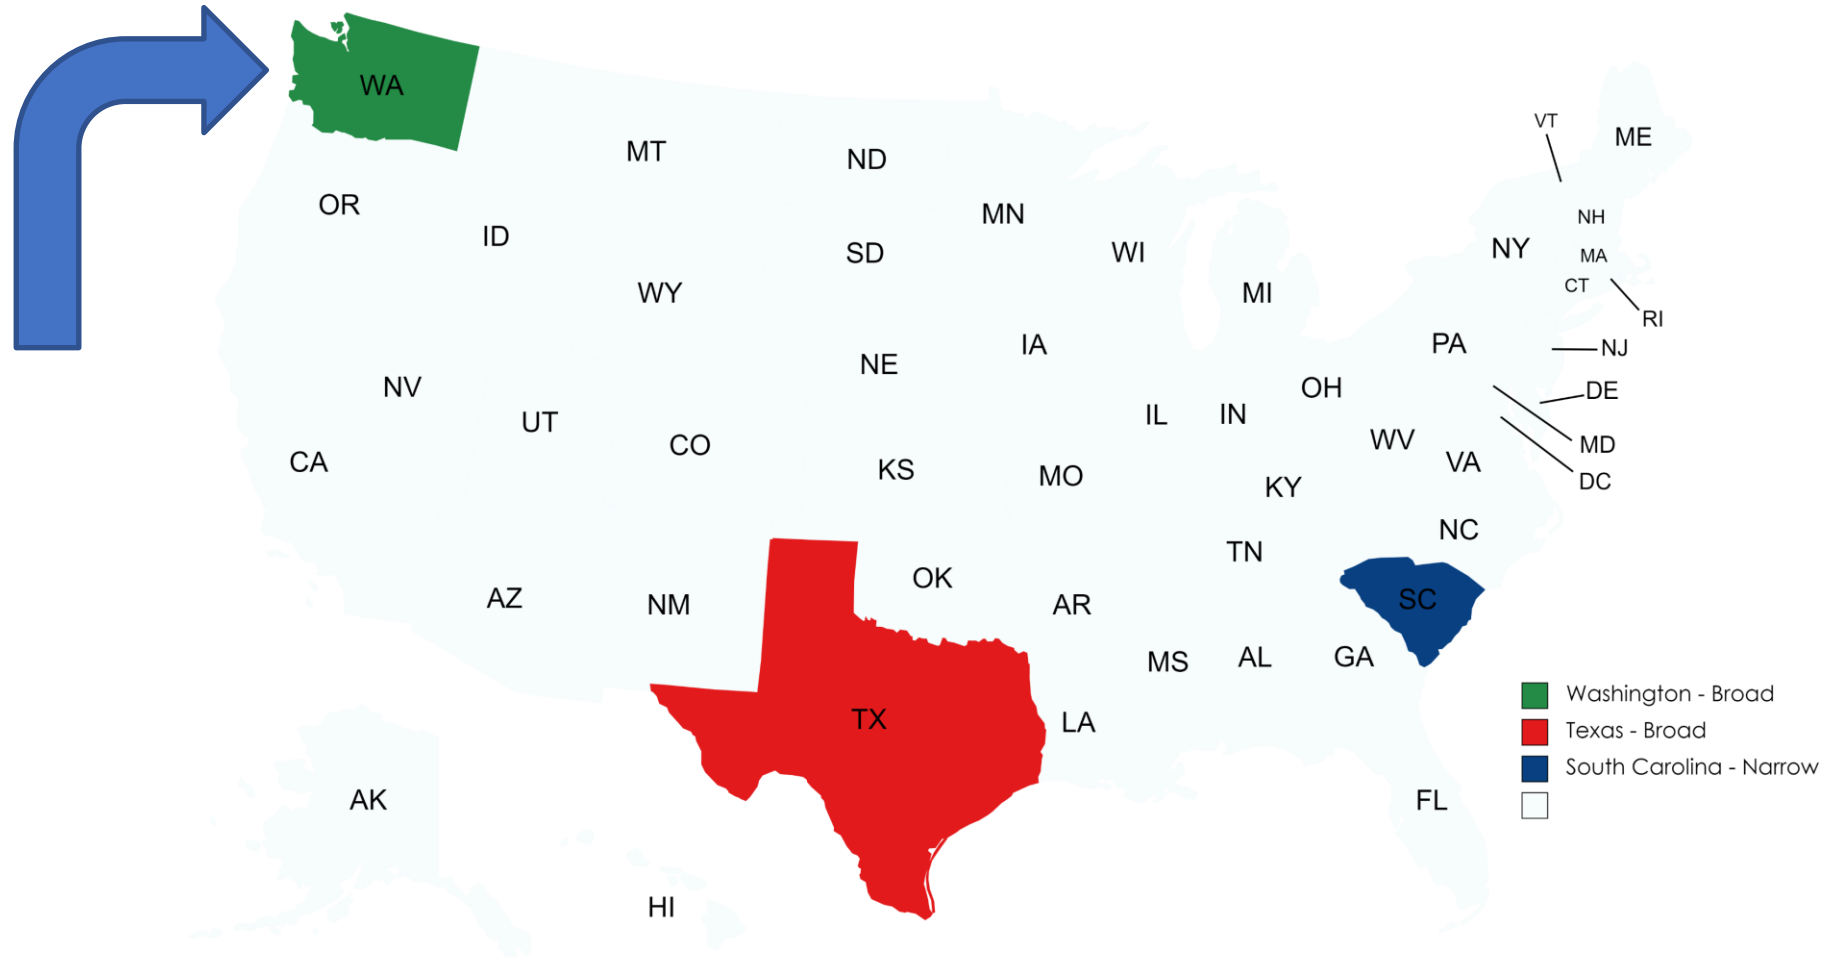 WA
VT
ME
MT
ND
OR
MN
NH
ID
SD
WI
NY
MA
CT
WY
MI
RI
IA
PA
NJ
NE
NV
OH
DE
UT
IL
IN
CO
WV
MD
CA
KS
MO
VA
DC
KY
NC
TN
OK
AZ
NM
AR
SC
MS
AL
GA
TX
LA
Washington - Broad
Texas - Broad
South Carolina - Narrow
AK
FL
HI